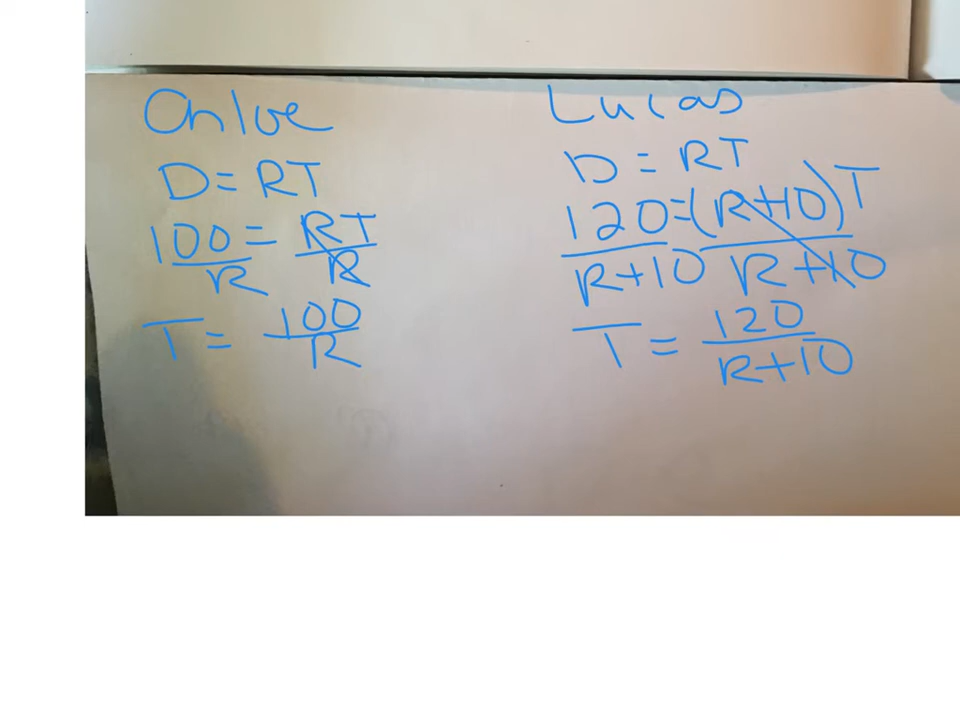 Chloe
D = RT
100/R = RT/R
T = 100/R
Lucas
D = RT
120/R+10 = (R+10)T/R+10
T = 120/R+10